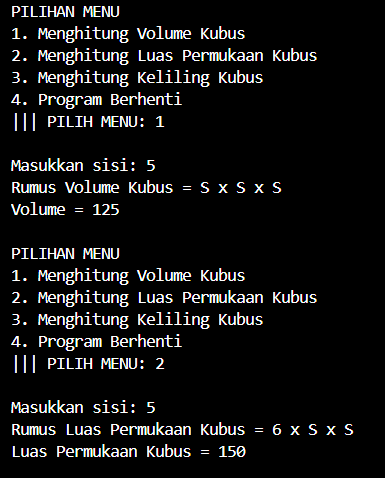 PILIHAN MENU
1. Menghitung Volume Kubus
2. Menghitung Luas Permukaan Kubus
3. Menghitung Keliling Kubus
4. Program Berhenti
||| PILIH MENU: 1
Masukkan sisi: 5
Rumus Volume Kubus = S x S x S
Volume = 125
PILIHAN MENU
1. Menghitung Volume Kubus
2. Menghitung Luas Permukaan Kubus
3. Menghitung Keliling Kubus
4. Program Berhenti
||| PILIH MENU: 2
Masukkan sisi: 5
Rumus Luas Permukaan Kubus = 6 x S x S
Luas Permukaan Kubus = 150